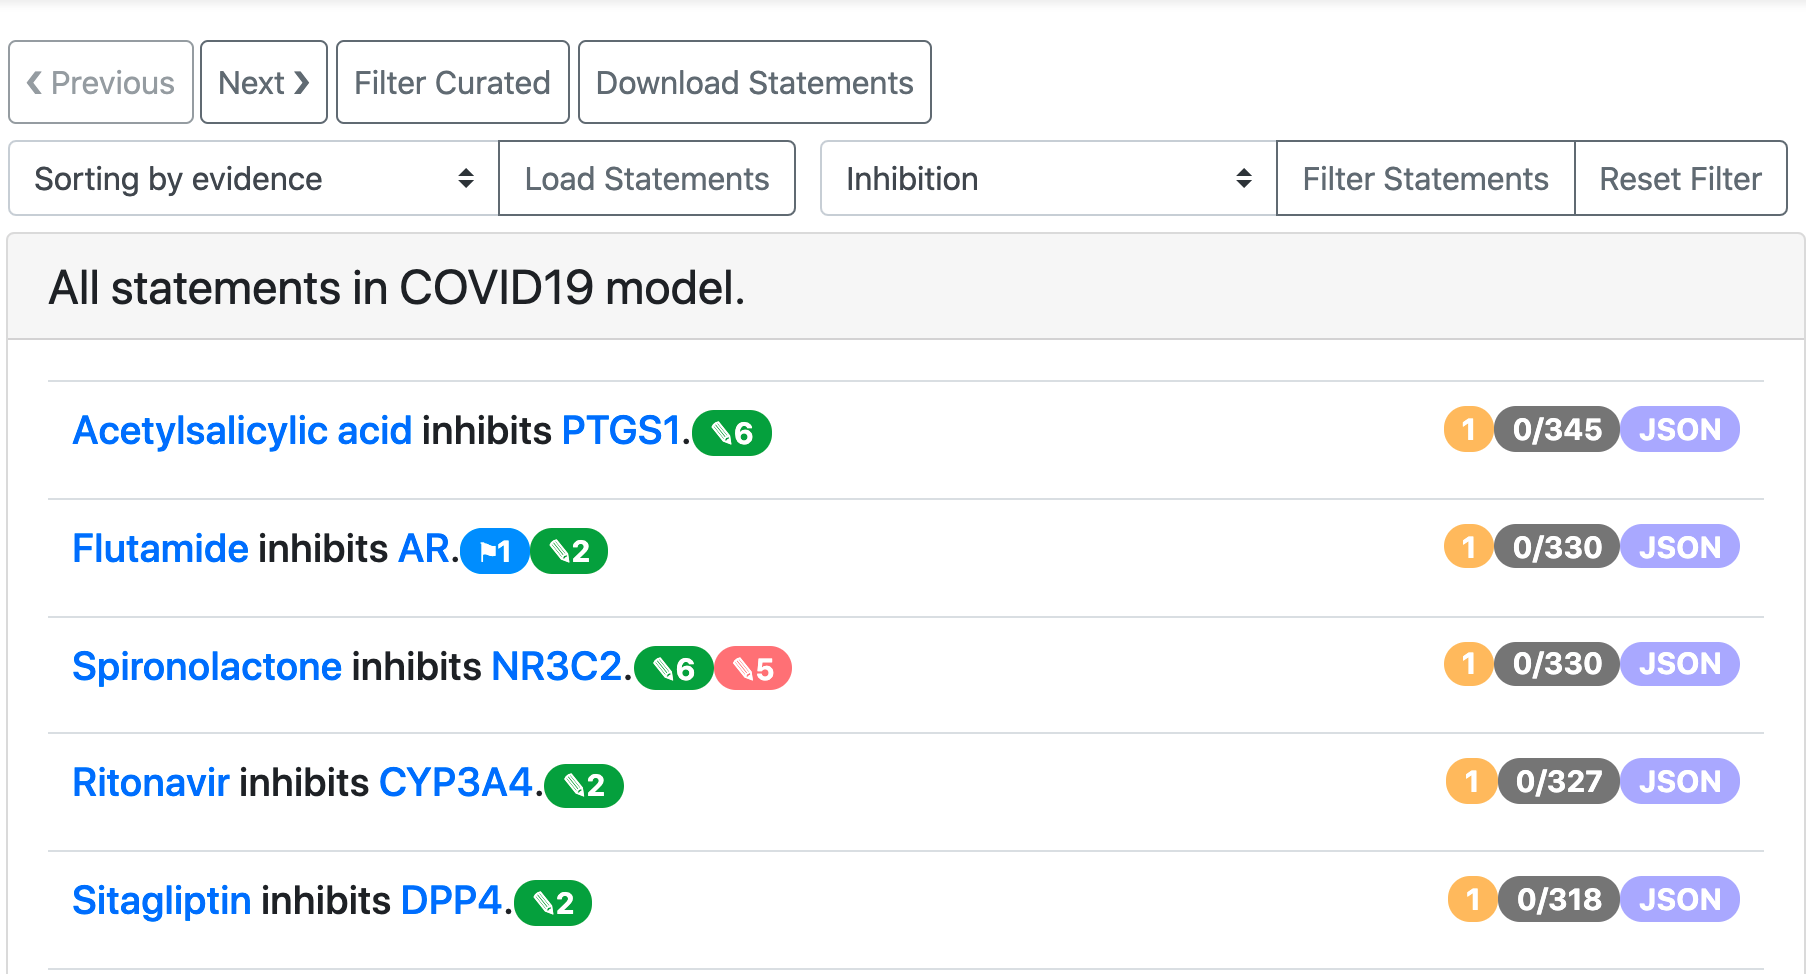 ❮ Previous Next ❯ Filter Curated Download Statements
Sorting by evidence Load Statements Inhibition Filter Statements Reset Filter
All statements in COVID19 model.
Acetylsalicylic acid inhibits PTGS1. ✎6 1 0/345 JSON
Flutamide inhibits AR. ⚑1 ✎2 1 0/330 JSON
Spironolactone inhibits NR3C2. ✎6 ✎5 1 0/330 JSON
Ritonavir inhibits CYP3A4. ✎2 1 0/327 JSON
Sitagliptin inhibits DPP4. ✎2 1 0/318 JSON